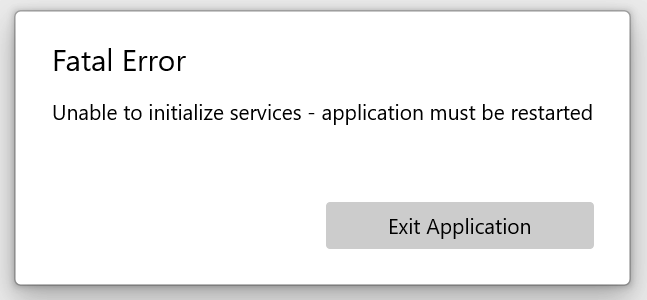 Fatal Error
Unable to initialize services - application must be restarted
Exit Application